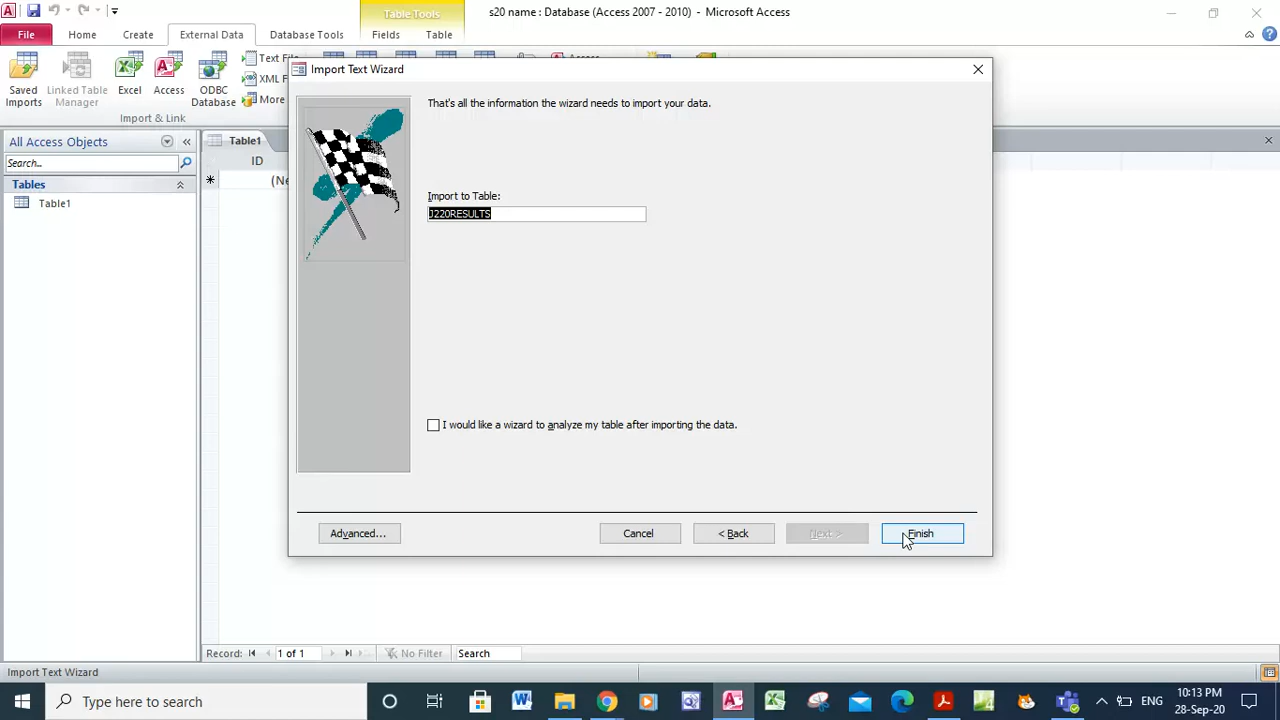 Table Tools
s20 name : Database (Access 2007 - 2010) - Microsoft Access
File
Home
Create
External Data
Database Tools
Fields
Table
Saved Imports
Linked Table Manager
Excel
Access
ODBC Database
Text File
XML F
More
Access
Import & Link
Import Text Wizard
All Access Objects
Search...
Tables
Table1
Table1
ID
(Ne
That's all the information the wizard needs to import your data.
Import to Table:
J220RESULTS
I would like a wizard to analyze my table after importing the data.
Advanced...
Cancel
< Back
Next >
Finish
Record:
1 of 1
No Filter
Search
Import Text Wizard
Type here to search
ENG
10:13 PM
28-Sep-20